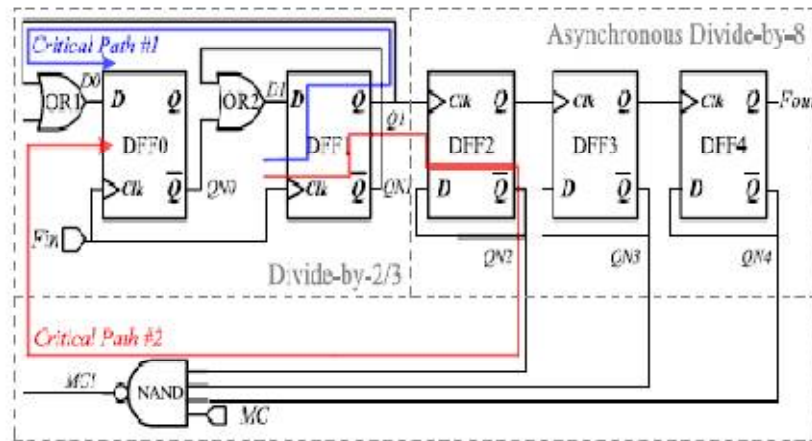 Critical Path #1
Asynchronous Divide-by-8
D0
D1
OR1
D
Q
OR2
D
Q
Clk
Q
Clk
Q
Clk
Q
Fout
Q1
DFF0
DFF1
DFF2
DFF3
DFF4
Clk
Q
QN0
Clk
Q
QN1
D
Q
D
Q
D
Q
Fin
QN2
QN3
QN4
Divide-by-2/3
Critical Path #2
MC1
NAND
MC